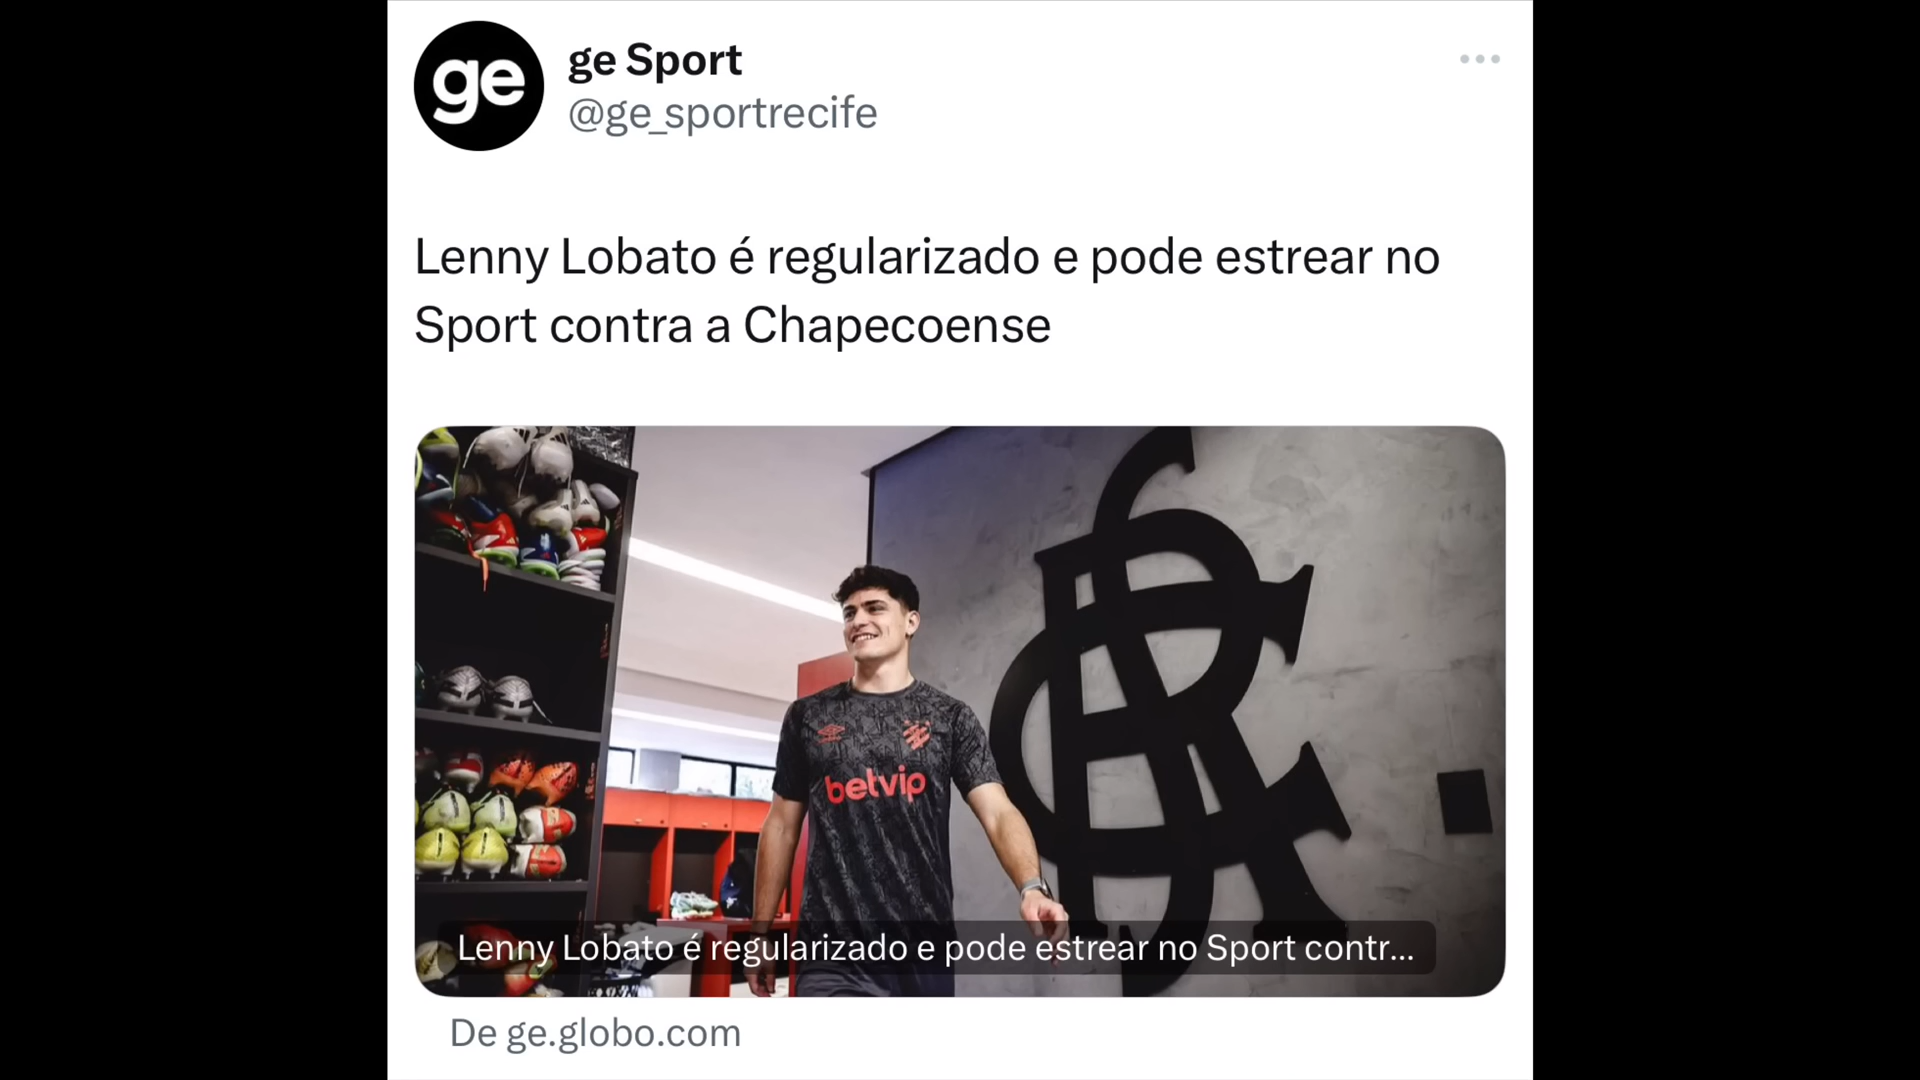 ge
ge Sport
@ge_sportrecife
Lenny Lobato é regularizado e pode estrear no
Sport contra a Chapecoense
betvip
Lenny Lobato é regularizado e pode estrear no Sport contr...
De ge.globo.com